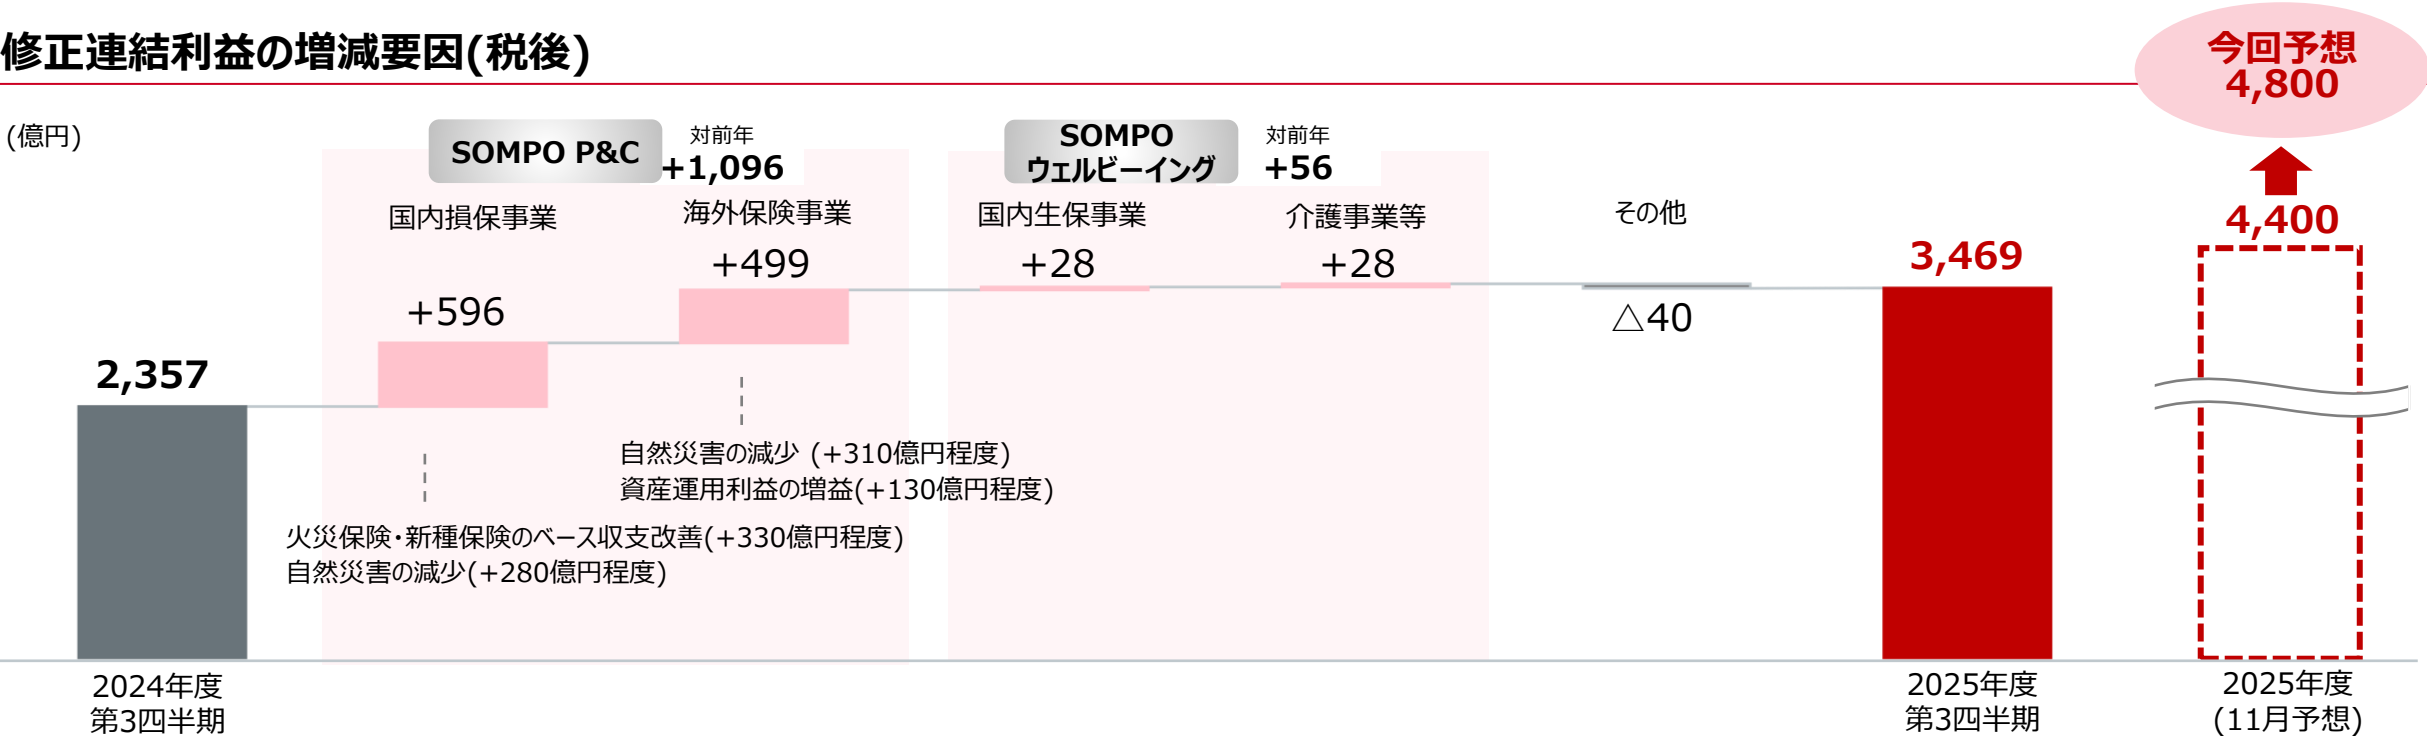 修正連結利益の増減要因(税後)
今回予想
4,800
(億円)
SOMPO P&C
対前年
+1,096
SOMPO
ウェルビーイング
対前年
+56
国内損保事業
海外保険事業
国内生保事業
介護事業等
その他
4,400
+596
+499
+28
+28
△40
3,469
2,357
自然災害の減少 (+310億円程度)
資産運用利益の増益(+130億円程度)
火災保険・新種保険のベース収支改善(+330億円程度)
自然災害の減少(+280億円程度)
2024年度
第3四半期
2025年度
第3四半期
2025年度
(11月予想)